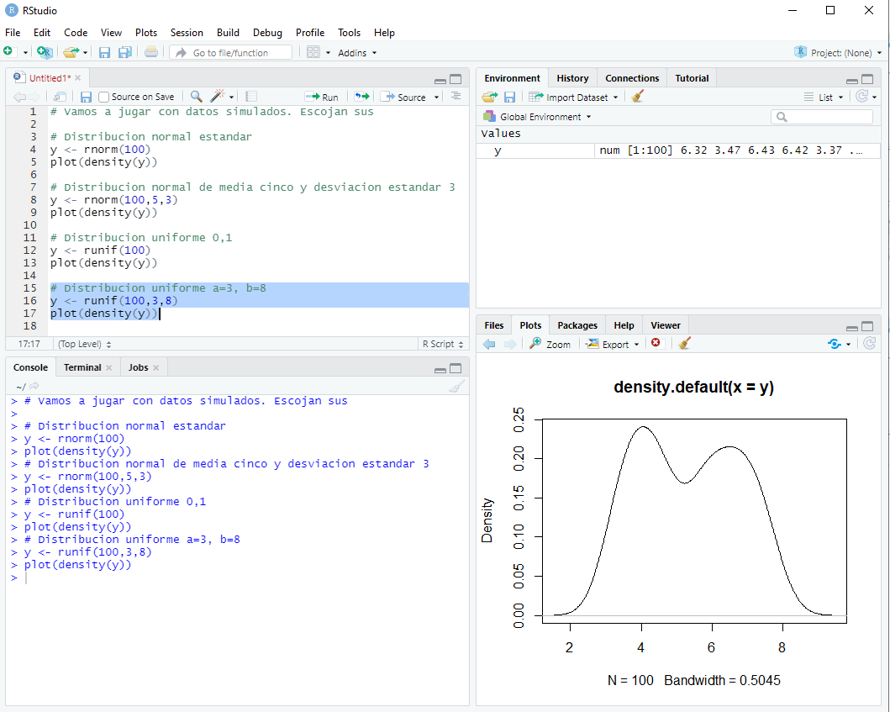 RStudio
File Edit Code View Plots Session Build Debug Profile Tools Help
Go to file/function Addins Project: (None)
Untitled1*
Source on Save Run Source
1 # Vamos a jugar con datos simulados. Escojan sus
2
3 # Distribucion normal estandar
4 y <- rnorm(100)
5 plot(density(y))
6
7 # Distribucion normal de media cinco y desviacion estandar 3
8 y <- rnorm(100,5,3)
9 plot(density(y))
10
11 # Distribucion uniforme 0,1
12 y <- runif(100)
13 plot(density(y))
14
15 # Distribucion uniforme a=3, b=8
16 y <- runif(100,3,8)
17 plot(density(y))
18
17:17 (Top Level) R Script
Console Terminal Jobs
~/
> # Vamos a jugar con datos simulados. Escojan sus
>
> # Distribucion normal estandar
> y <- rnorm(100)
> plot(density(y))
> # Distribucion normal de media cinco y desviacion estandar 3
> y <- rnorm(100,5,3)
> plot(density(y))
> # Distribucion uniforme 0,1
> y <- runif(100)
> plot(density(y))
> # Distribucion uniforme a=3, b=8
> y <- runif(100,3,8)
> plot(density(y))
>
Environment History Connections Tutorial
Import Dataset List
R Global Environment
Values
y num [1:100] 6.32 3.47 6.43 6.42 3.37 ...
Files Plots Packages Help Viewer
Zoom Export
density.default(x = y)
Density
0.25
0.20
0.15
0.10
0.05
0.00
2 4 6 8
N = 100 Bandwidth = 0.5045